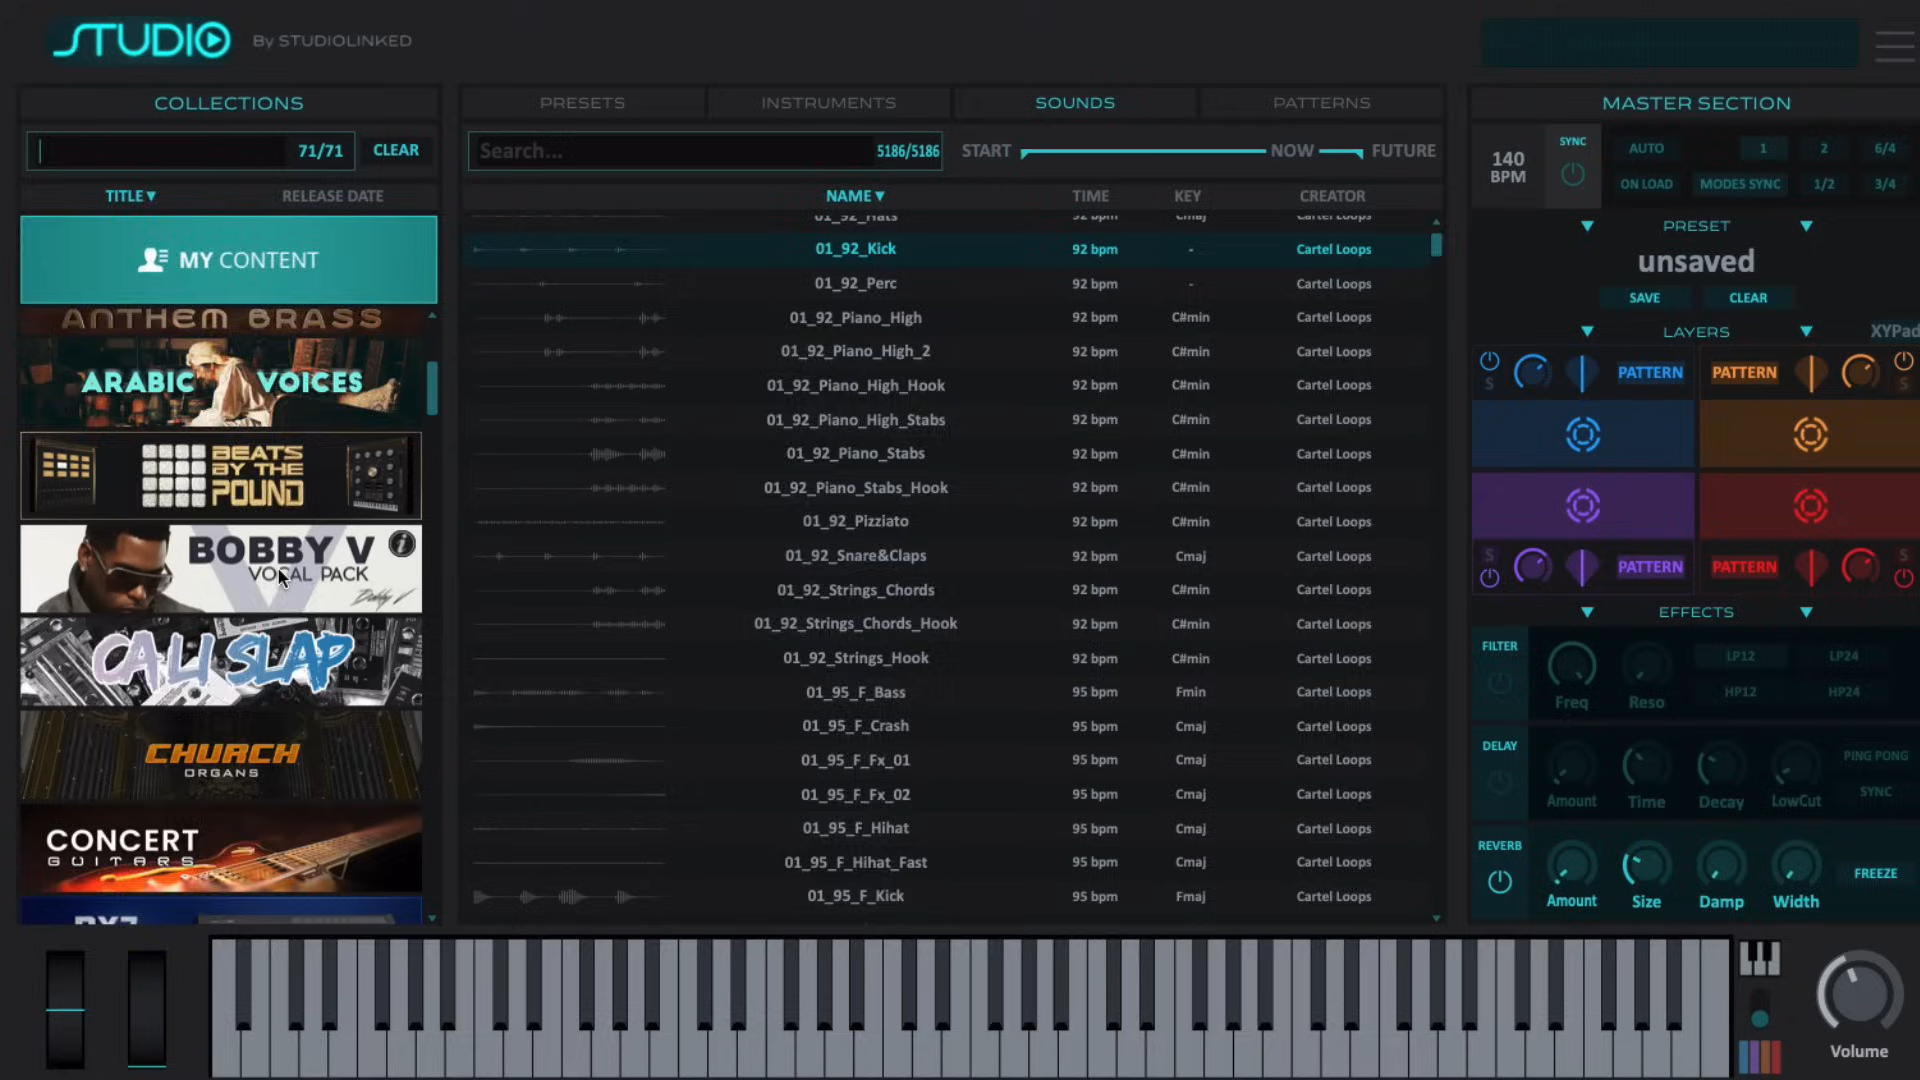 STUDIO By STUDIOLINKED
COLLECTIONS
71/71 CLEAR
TITLE▼ RELEASE DATE
MY CONTENT
ANTHEM BRASS
ARABIC VOICES
BEATS
BY THE
POUND
BOBBY V
VOCAL PACK
Bobby V
CALI SLAP
CHURCH
ORGANS
CONCERT
GUITARS
PRESETS INSTRUMENTS SOUNDS PATTERNS
Search... 5186/5186 START NOW FUTURE
NAME▼ TIME KEY CREATOR
01_92_Hats 92 bpm Cmaj Cartel Loops
01_92_Kick 92 bpm - Cartel Loops
01_92_Perc 92 bpm - Cartel Loops
01_92_Piano_High 92 bpm C#min Cartel Loops
01_92_Piano_High_2 92 bpm C#min Cartel Loops
01_92_Piano_High_Hook 92 bpm C#min Cartel Loops
01_92_Piano_High_Stabs 92 bpm C#min Cartel Loops
01_92_Piano_Stabs 92 bpm C#min Cartel Loops
01_92_Piano_Stabs_Hook 92 bpm C#min Cartel Loops
01_92_Pizziato 92 bpm C#min Cartel Loops
01_92_Snare&Claps 92 bpm Cmaj Cartel Loops
01_92_Strings_Chords 92 bpm C#min Cartel Loops
01_92_Strings_Chords_Hook 92 bpm C#min Cartel Loops
01_92_Strings_Hook 92 bpm C#min Cartel Loops
01_95_F_Bass 95 bpm Fmin Cartel Loops
01_95_F_Crash 95 bpm Cmaj Cartel Loops
01_95_F_Fx_01 95 bpm Cmaj Cartel Loops
01_95_F_Fx_02 95 bpm Cmaj Cartel Loops
01_95_F_Hihat 95 bpm Cmaj Cartel Loops
01_95_F_Hihat_Fast 95 bpm Cmaj Cartel Loops
01_95_F_Kick 95 bpm Fmaj Cartel Loops
MASTER SECTION
140
BPM
SYNC
AUTO 1 2 6/4
ON LOAD MODES SYNC 1/2 3/4
▼ PRESET ▼
unsaved
SAVE CLEAR
▼ LAYERS ▼ XYPad
S PATTERN PATTERN S
S PATTERN PATTERN S
▼ EFFECTS ▼
FILTER Freq Reso LP12 LP24
HP12 HP24
DELAY Amount Time Decay LowCut PING PONG
SYNC
REVERB Amount Size Damp Width FREEZE
Volume